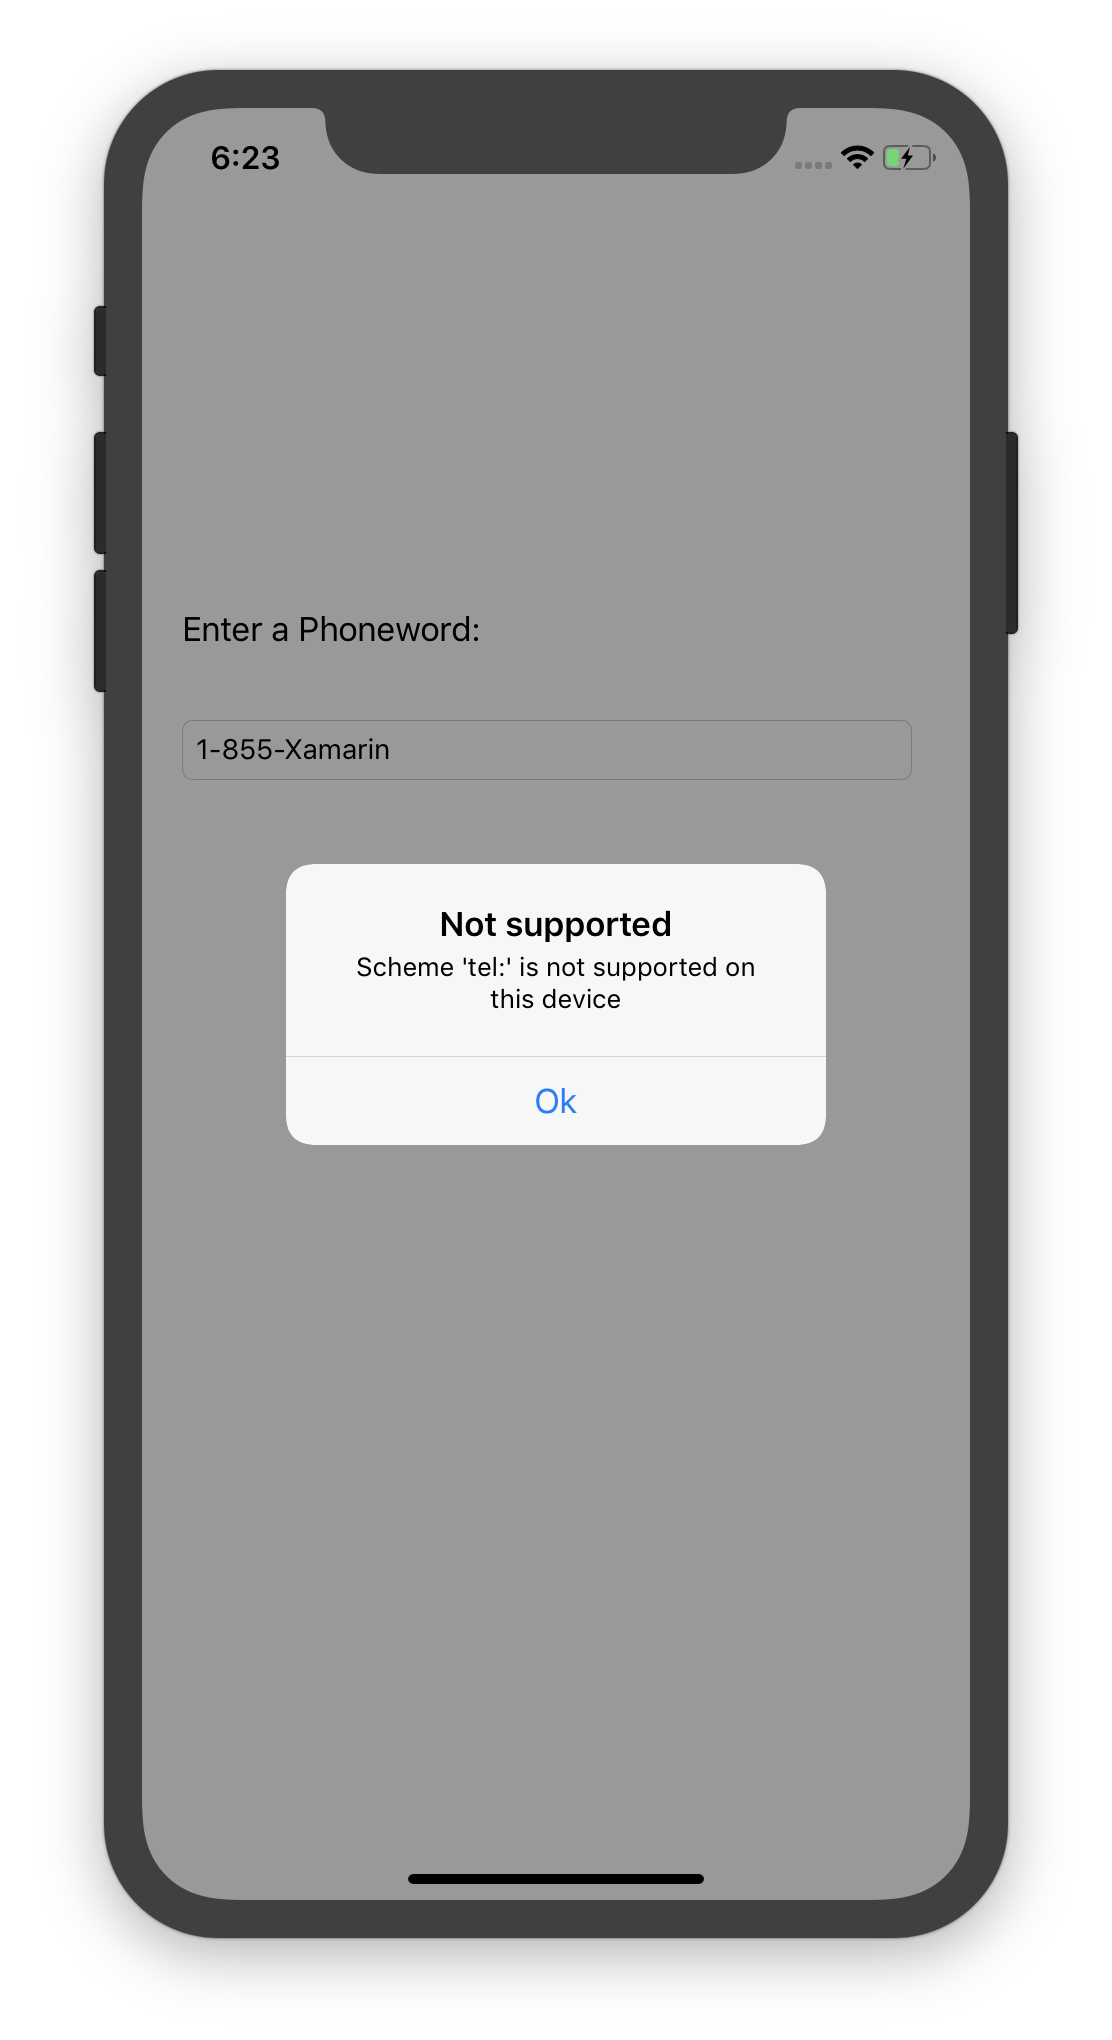 6:23
Enter a Phoneword:
1-855-Xamarin
Not supported
Scheme 'tel:' is not supported on
this device
Ok